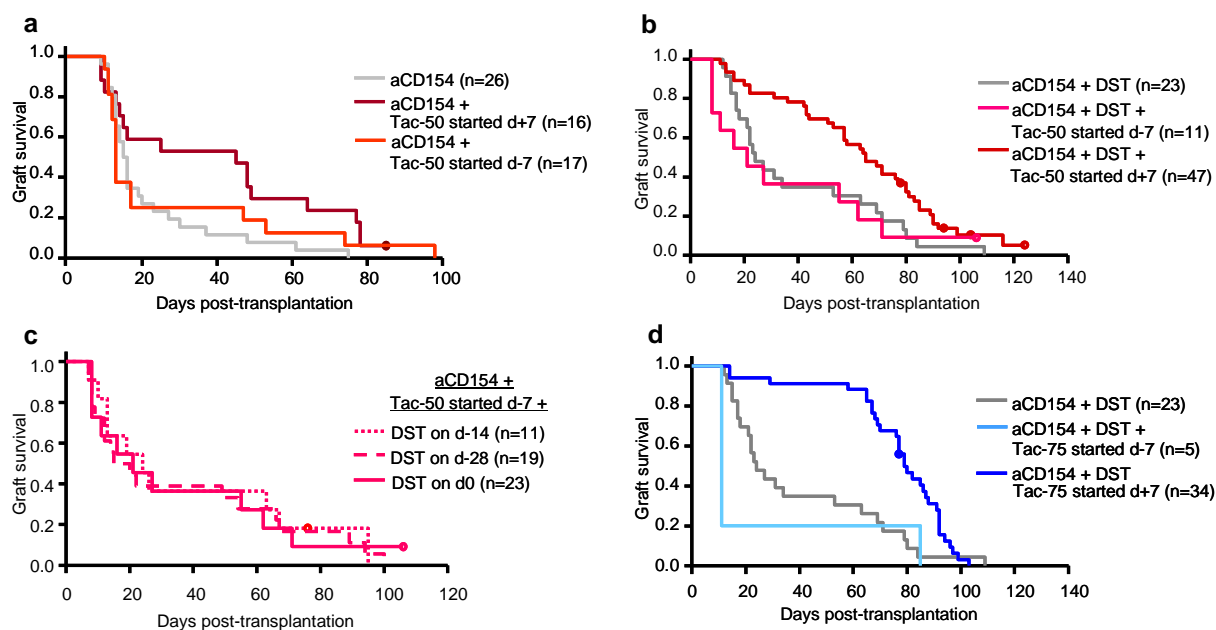 a
1.0
0.8
0.6
0.4
0.2
0.0
Graft survival
0
20
40
60
80
100
Days post-transplantation
aCD154 (n=26)
aCD154 +
Tac-50 started d+7 (n=16)
aCD154 +
Tac-50 started d-7 (n=17)
b
1.0
0.8
0.6
0.4
0.2
0.0
Graft survival
0
20
40
60
80
100
120
140
Days post-transplantation
aCD154 + DST (n=23)
aCD154 + DST +
Tac-50 started d-7 (n=11)
aCD154 + DST +
Tac-50 started d+7 (n=47)
c
1.0
0.8
0.6
0.4
0.2
0.0
Graft survival
0
20
40
60
80
100
120
Days post-transplantation
aCD154 +
Tac-50 started d-7 +
DST on d-14 (n=11)
DST on d-28 (n=19)
DST on d0 (n=23)
d
1.0
0.8
0.6
0.4
0.2
0.0
Graft survival
0
20
40
60
80
100
120
140
Days post-transplantation
aCD154 + DST (n=23)
aCD154 + DST +
Tac-75 started d-7 (n=5)
aCD154 + DST
Tac-75 started d+7 (n=34)